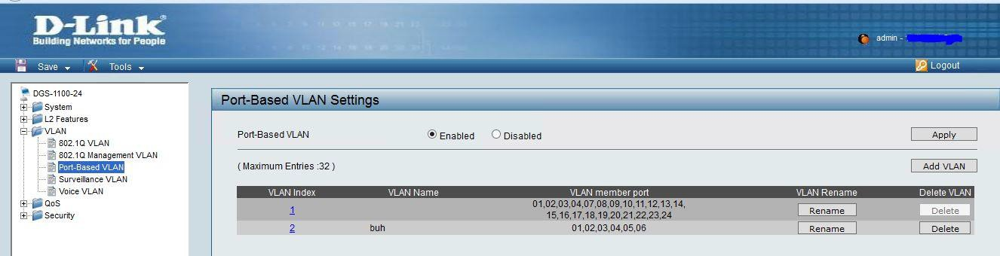 D-Link
Building Networks for People
admin -
Save
Tools
Logout
DGS-1100-24
System
L2 Features
VLAN
802.1Q VLAN
802.1Q Management VLAN
Port-Based VLAN
Surveillance VLAN
Voice VLAN
QoS
Security
Port-Based VLAN Settings
Port-Based VLAN Enabled Disabled Apply
( Maximum Entries :32 ) Add VLAN
VLAN Index VLAN Name VLAN member port VLAN Rename Delete VLAN
1 01,02,03,04,07,08,09,10,11,12,13,14, Rename Delete
15,16,17,18,19,20,21,22,23,24
2 buh 01,02,03,04,05,06 Rename Delete